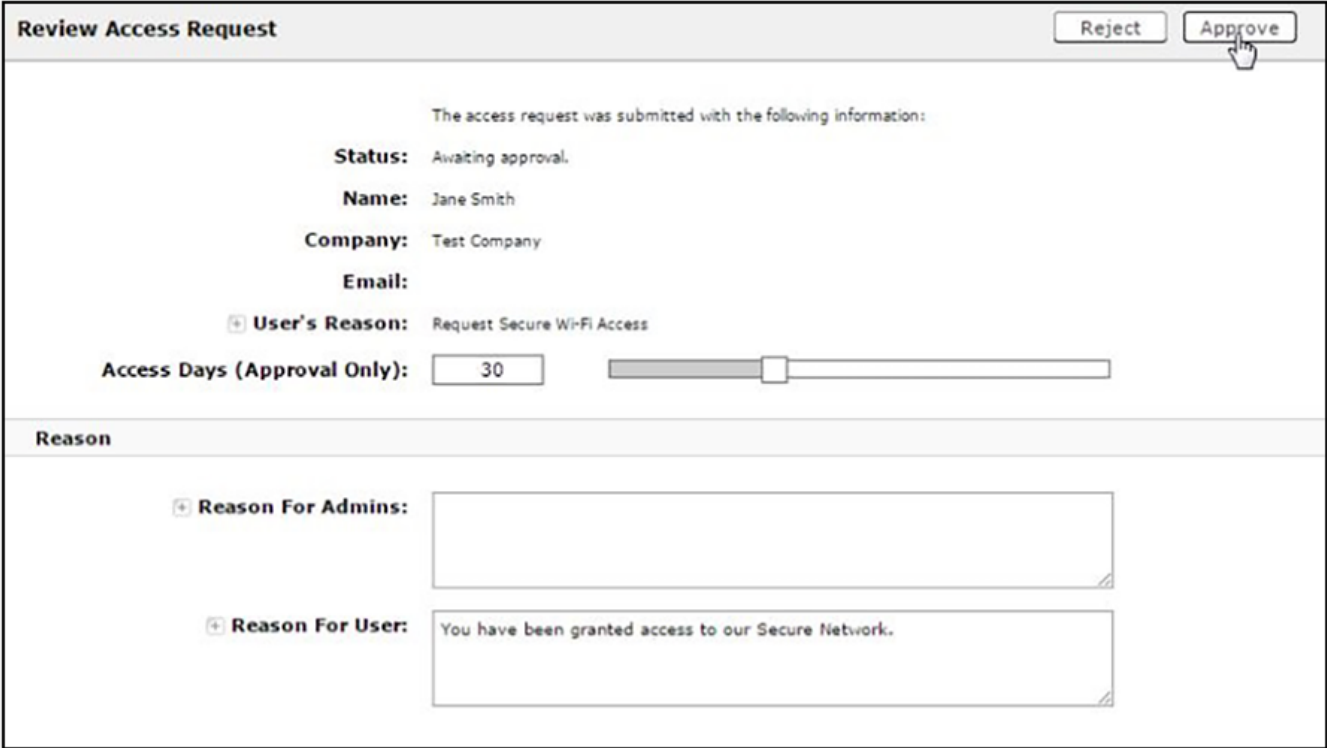 Review Access Request Reject Approve
The access request was submitted with the following information:
Status: Awaiting approval.
Name: Jane Smith
Company: Test Company
Email:
User's Reason: Request Secure Wi-Fi Access
Access Days (Approval Only): 30
Reason
Reason For Admins:
Reason For User: You have been granted access to our Secure Network.